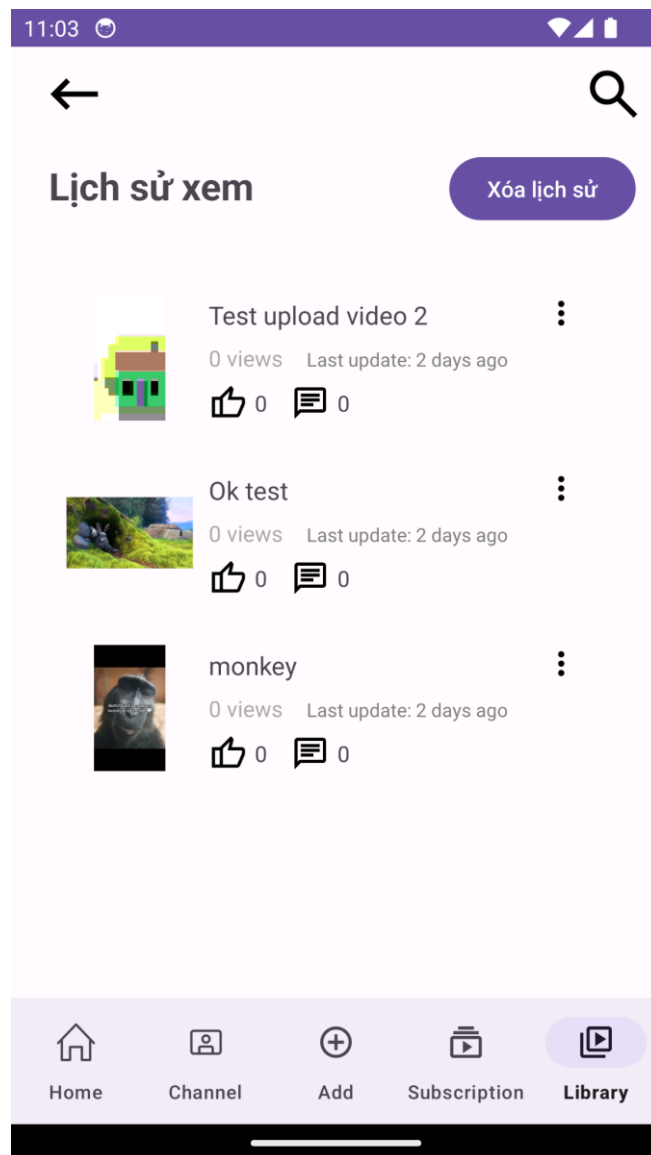 11:03
Lịch sử xem
Xóa lịch sử
Test upload video 2
0 views Last update: 2 days ago
0 0
Ok test
0 views Last update: 2 days ago
0 0
monkey
0 views Last update: 2 days ago
0 0
Home Channel Add Subscription Library